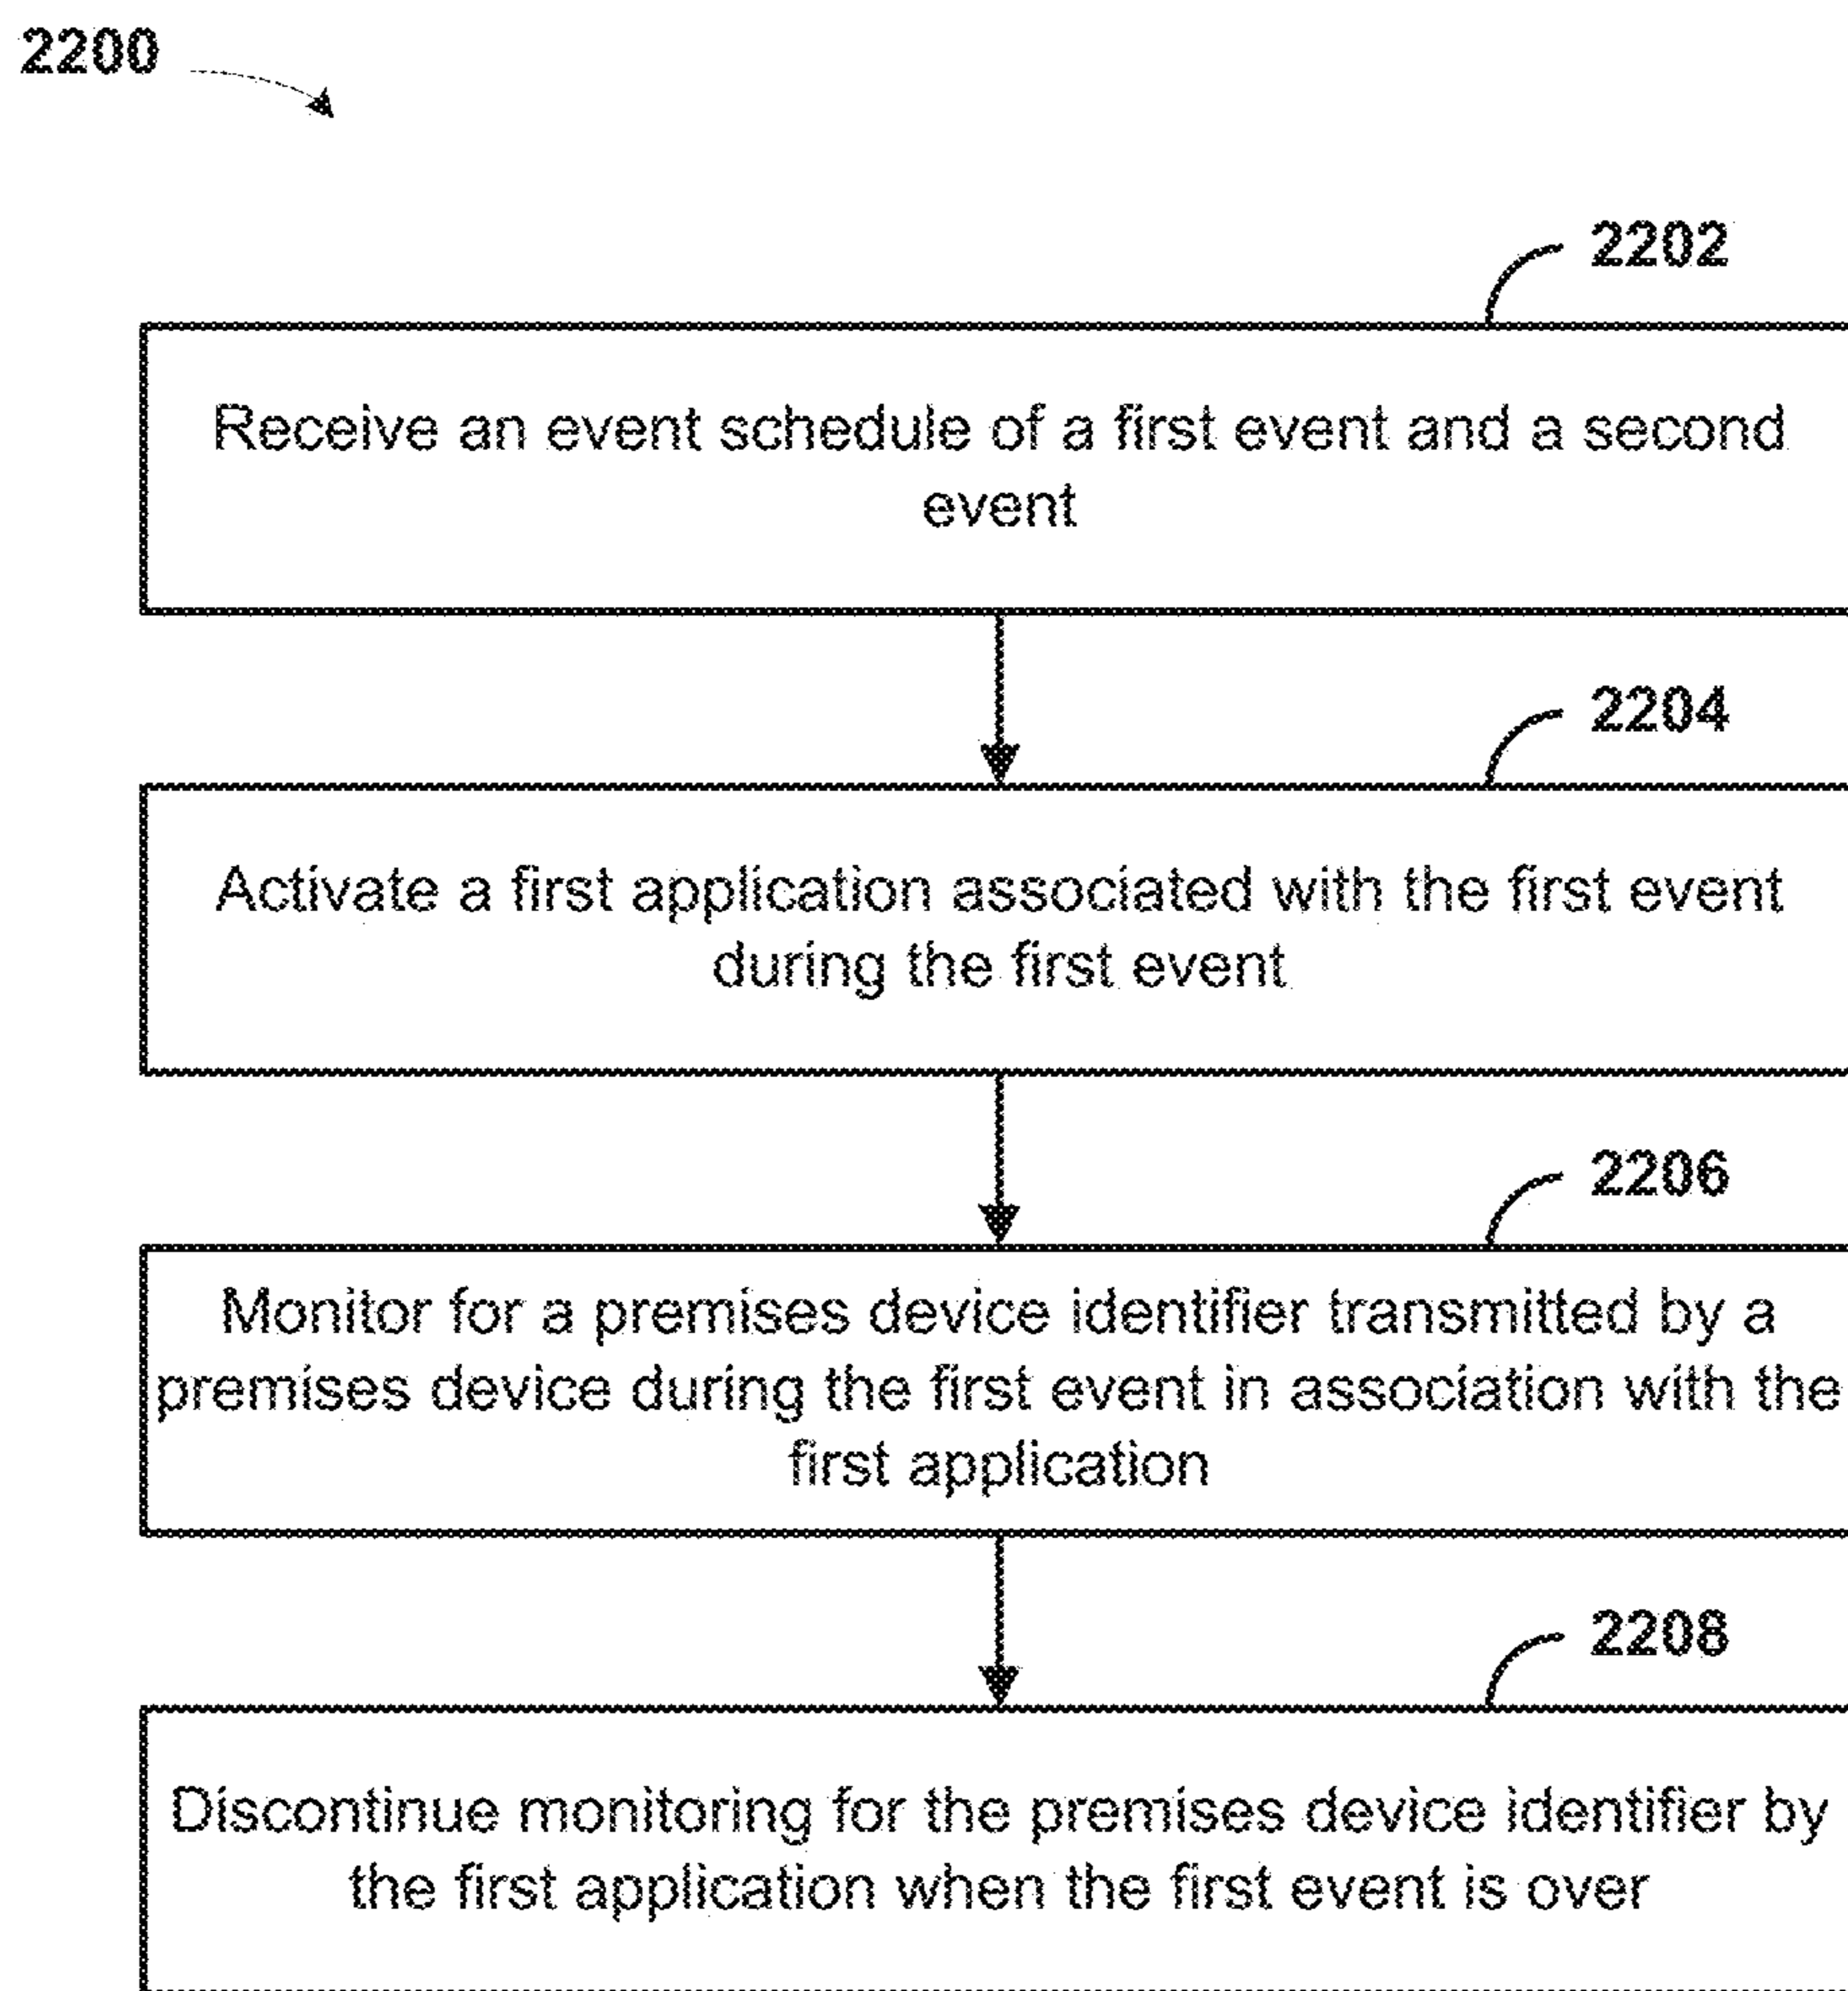 2200
2202
Receive an event schedule of a first event and a second
event
2204
Activate a first application associated with the first event
during the first event
2206
Monitor for a premises device identifier transmitted by a
premises device during the first event in association with the
first application
2208
Discontinue monitoring for the premises device identifier by
the first application when the first event is over